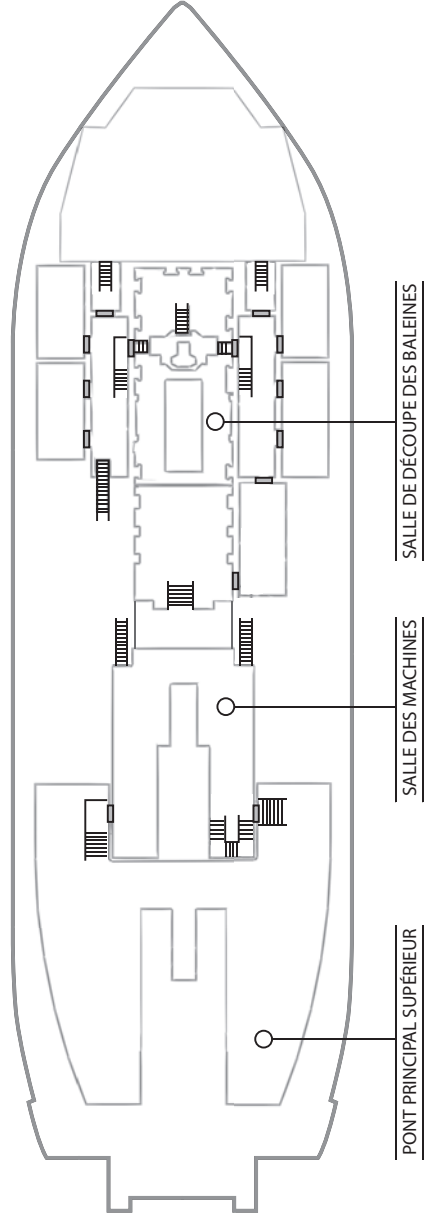 SALLE DE DÉCOUPE DES BALEINES
SALLE DES MACHINES
PONT PRINCIPAL SUPÉRIEUR